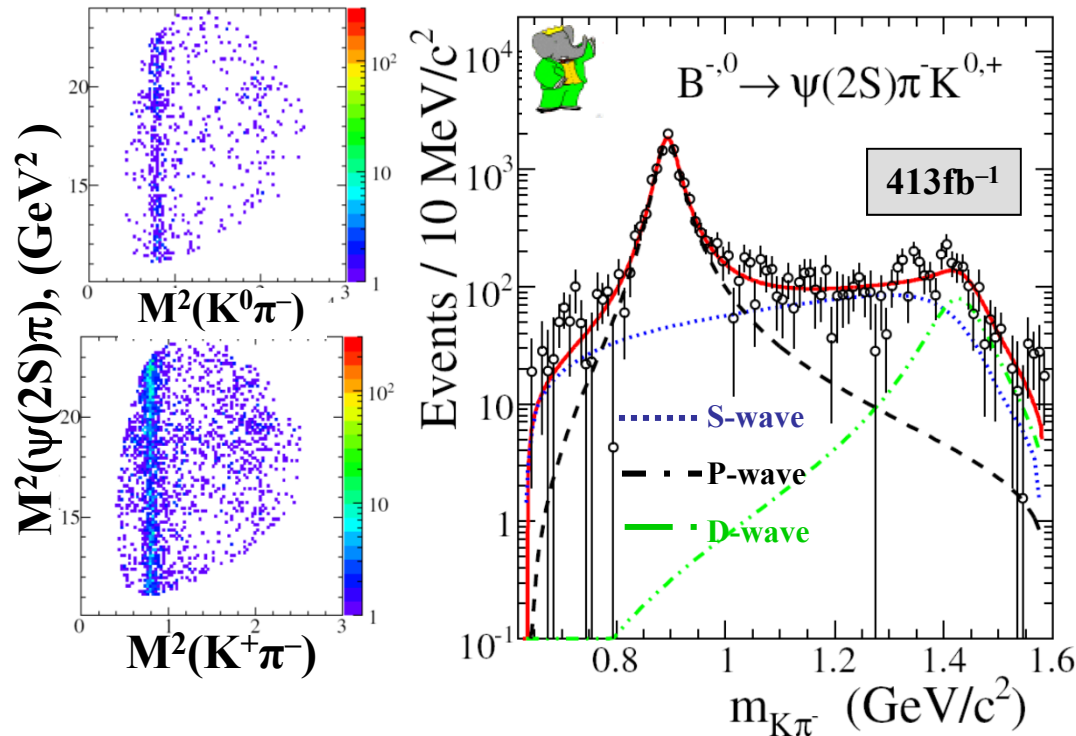 M²(ψ(2S)π), (GeV²
20
15
0
1
2
3
10²
10
1
M²(K⁰π⁻)
20
15
0
1
2
3
10²
10
1
M²(K⁺π⁻)
Events / 10 MeV/c²
10⁴
10³
10²
10
1
10⁻¹
B⁻,⁰ → ψ(2S)π⁻K⁰,⁺
413fb⁻¹
S-wave
P-wave
D-wave
0.8
1
1.2
1.4
1.6
m_Kπ⁻ (GeV/c²)